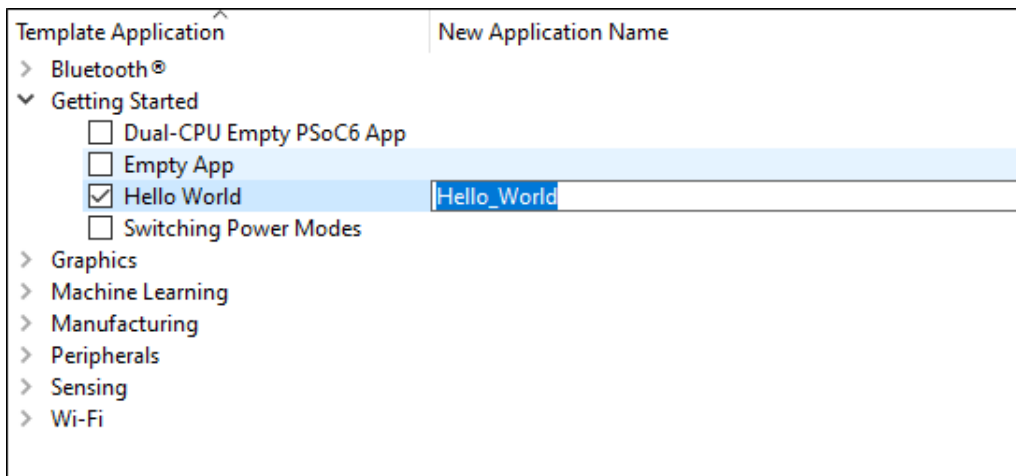 Template Application New Application Name
Bluetooth®
Getting Started
Dual-CPU Empty PSoC6 App
Empty App
Hello World Hello_World
Switching Power Modes
Graphics
Machine Learning
Manufacturing
Peripherals
Sensing
Wi-Fi